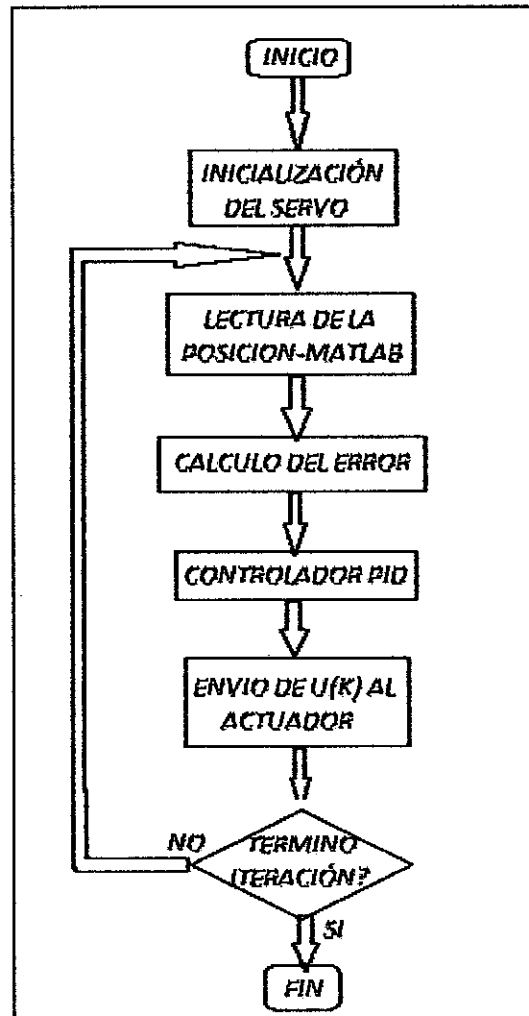 INICIO
INICIALIZACIÓN
DEL SERVO
LECTURA DE LA
POSICION-MATLAB
CALCULO DEL ERROR
CONTROLADOR PID
ENVIO DE U(K) AL
ACTUADOR
NO
TERMINO
ITERACIÓN?
SI
FIN